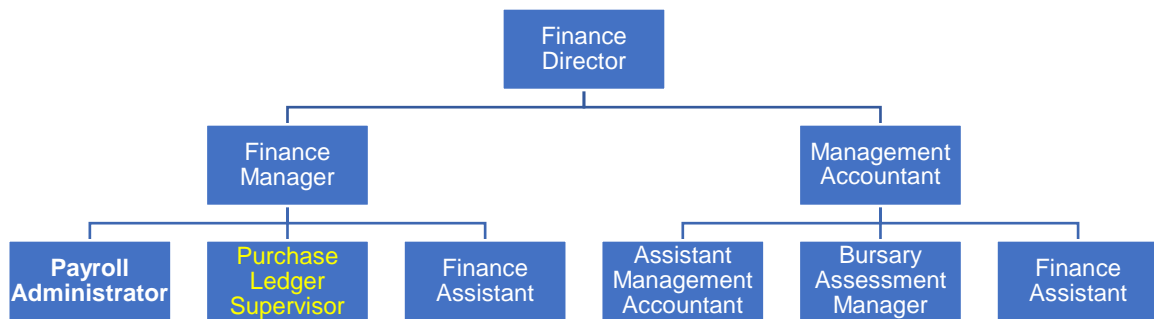 Finance
Director
Finance
Manager
Management
Accountant
Payroll
Administrator
Purchase
Ledger
Supervisor
Finance
Assistant
Assistant
Management
Accountant
Bursary
Assessment
Manager
Finance
Assistant